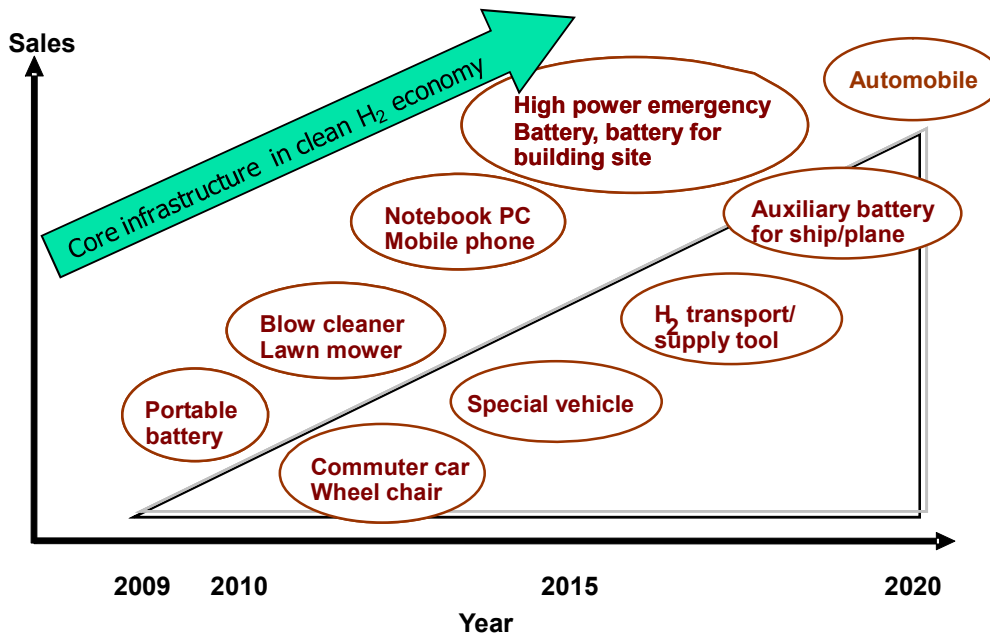 Sales
Core infrastructure in clean H₂ economy
Automobile
High power emergency
Battery, battery for
building site
Notebook PC
Mobile phone
Auxiliary battery
for ship/plane
Blow cleaner
Lawn mower
H₂ transport/
supply tool
Portable
battery
Special vehicle
Commuter car
Wheel chair
2009 2010 2015 2020
Year